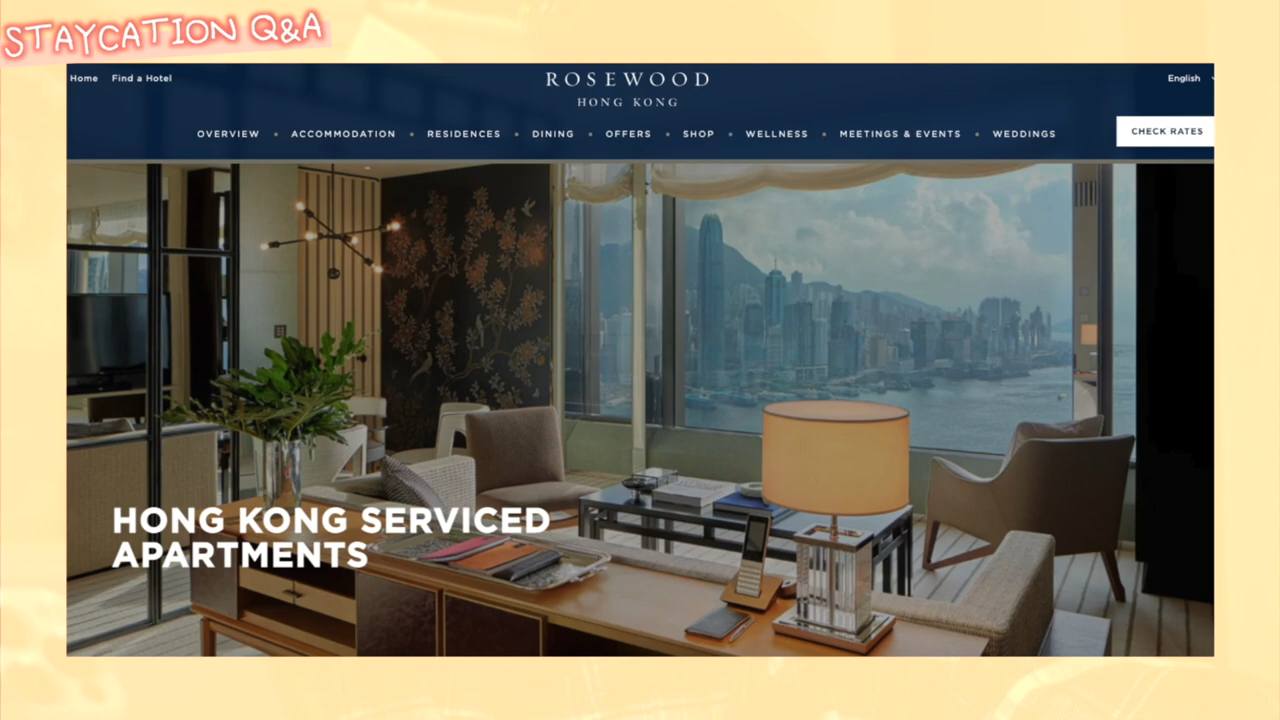 STAYCATION Q&A
Home Find a Hotel
ROSEWOOD
HONG KONG
English
OVERVIEW • ACCOMMODATION • RESIDENCES • DINING • OFFERS • SHOP • WELLNESS • MEETINGS & EVENTS • WEDDINGS
CHECK RATES
HONG KONG SERVICED
APARTMENTS